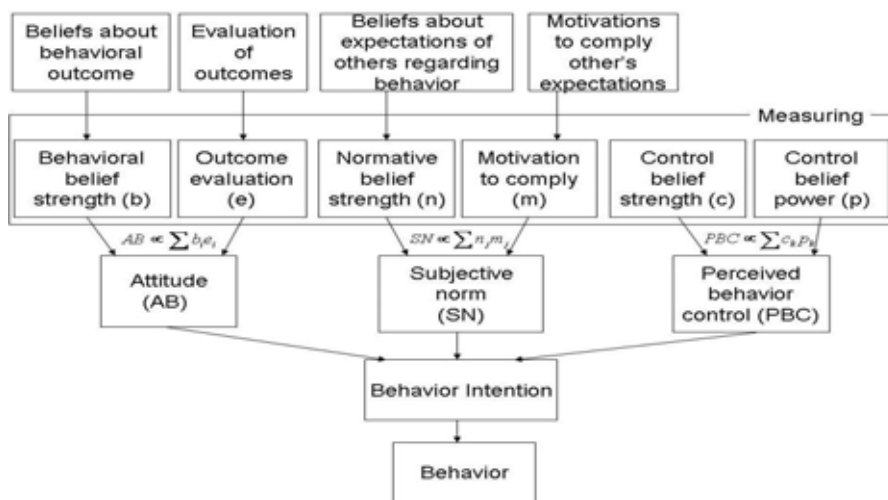 Beliefs about
behavioral
outcome
Evaluation
of
outcomes
Beliefs about
expectations of
others regarding
behavior
Motivations to
comply
other's
expectations
Measuring
Behavioral
belief
strength (b)
Outcome
evaluation
(e)
Normative
belief
strength (n)
Motivation
to comply
(m)
Control
belief
strength (c)
Control
belief
power (p)
AB ∝ ∑ b_i e_i
SN ∝ ∑ n_j m_j
PBC ∝ ∑ c_k p_k
Attitude
(AB)
Subjective
norm
(SN)
Perceived
behavior
control (PBC)
Behavior Intention
Behavior